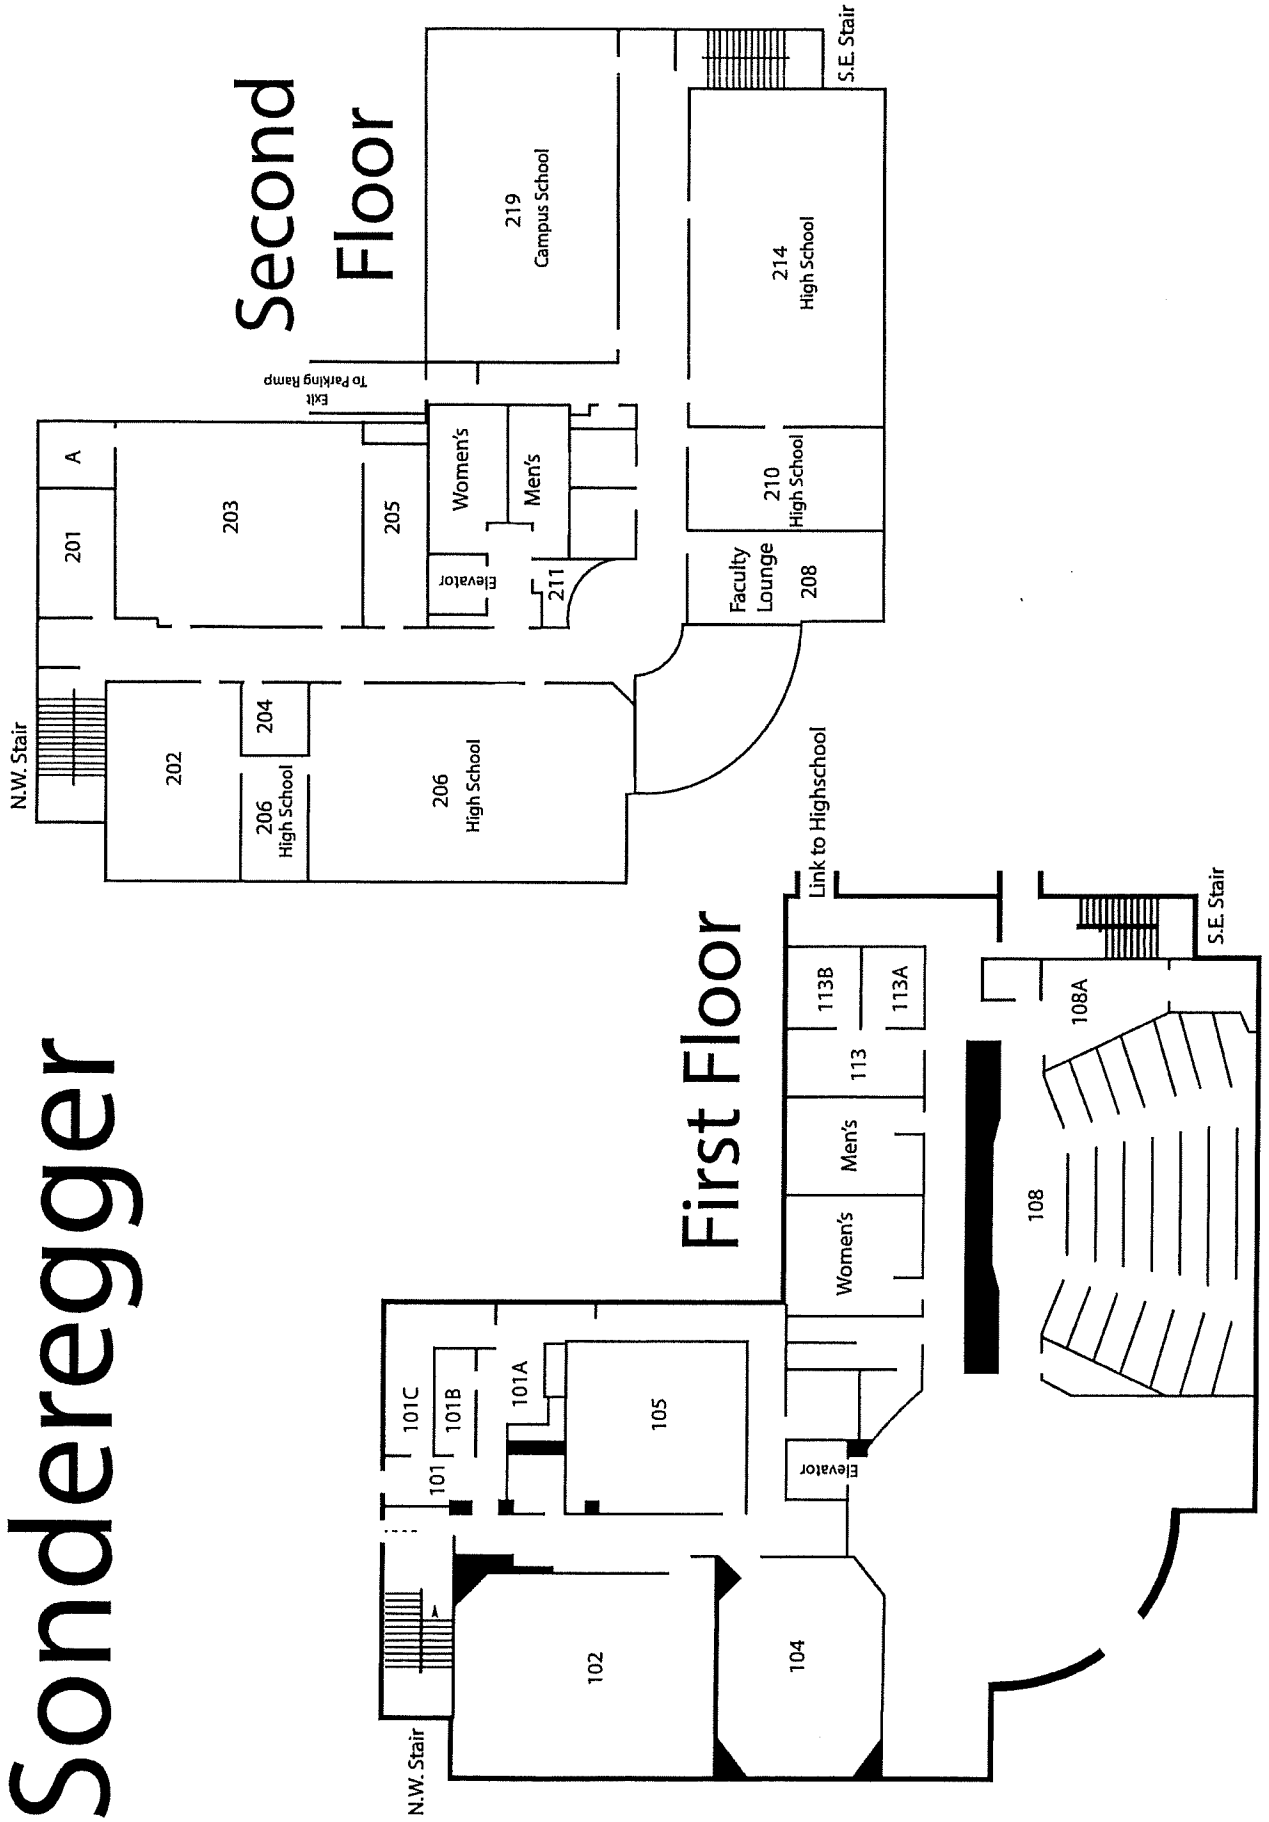 Sonderegger
First Floor
N.W. Stair
101C
101B
101
101A
105
102
104
Elevator
Women's
Men's
113
113B
113A
108
108A
Link to Highschool
S.E. Stair
Second
Floor
N.W. Stair
201
A
203
205
202
204
206
High School
206
High School
Exit
To Parking Ramp
Women's
Men's
Elevator
211
219
Campus School
Faculty
Lounge
208
210
High School
214
High School
S.E. Stair